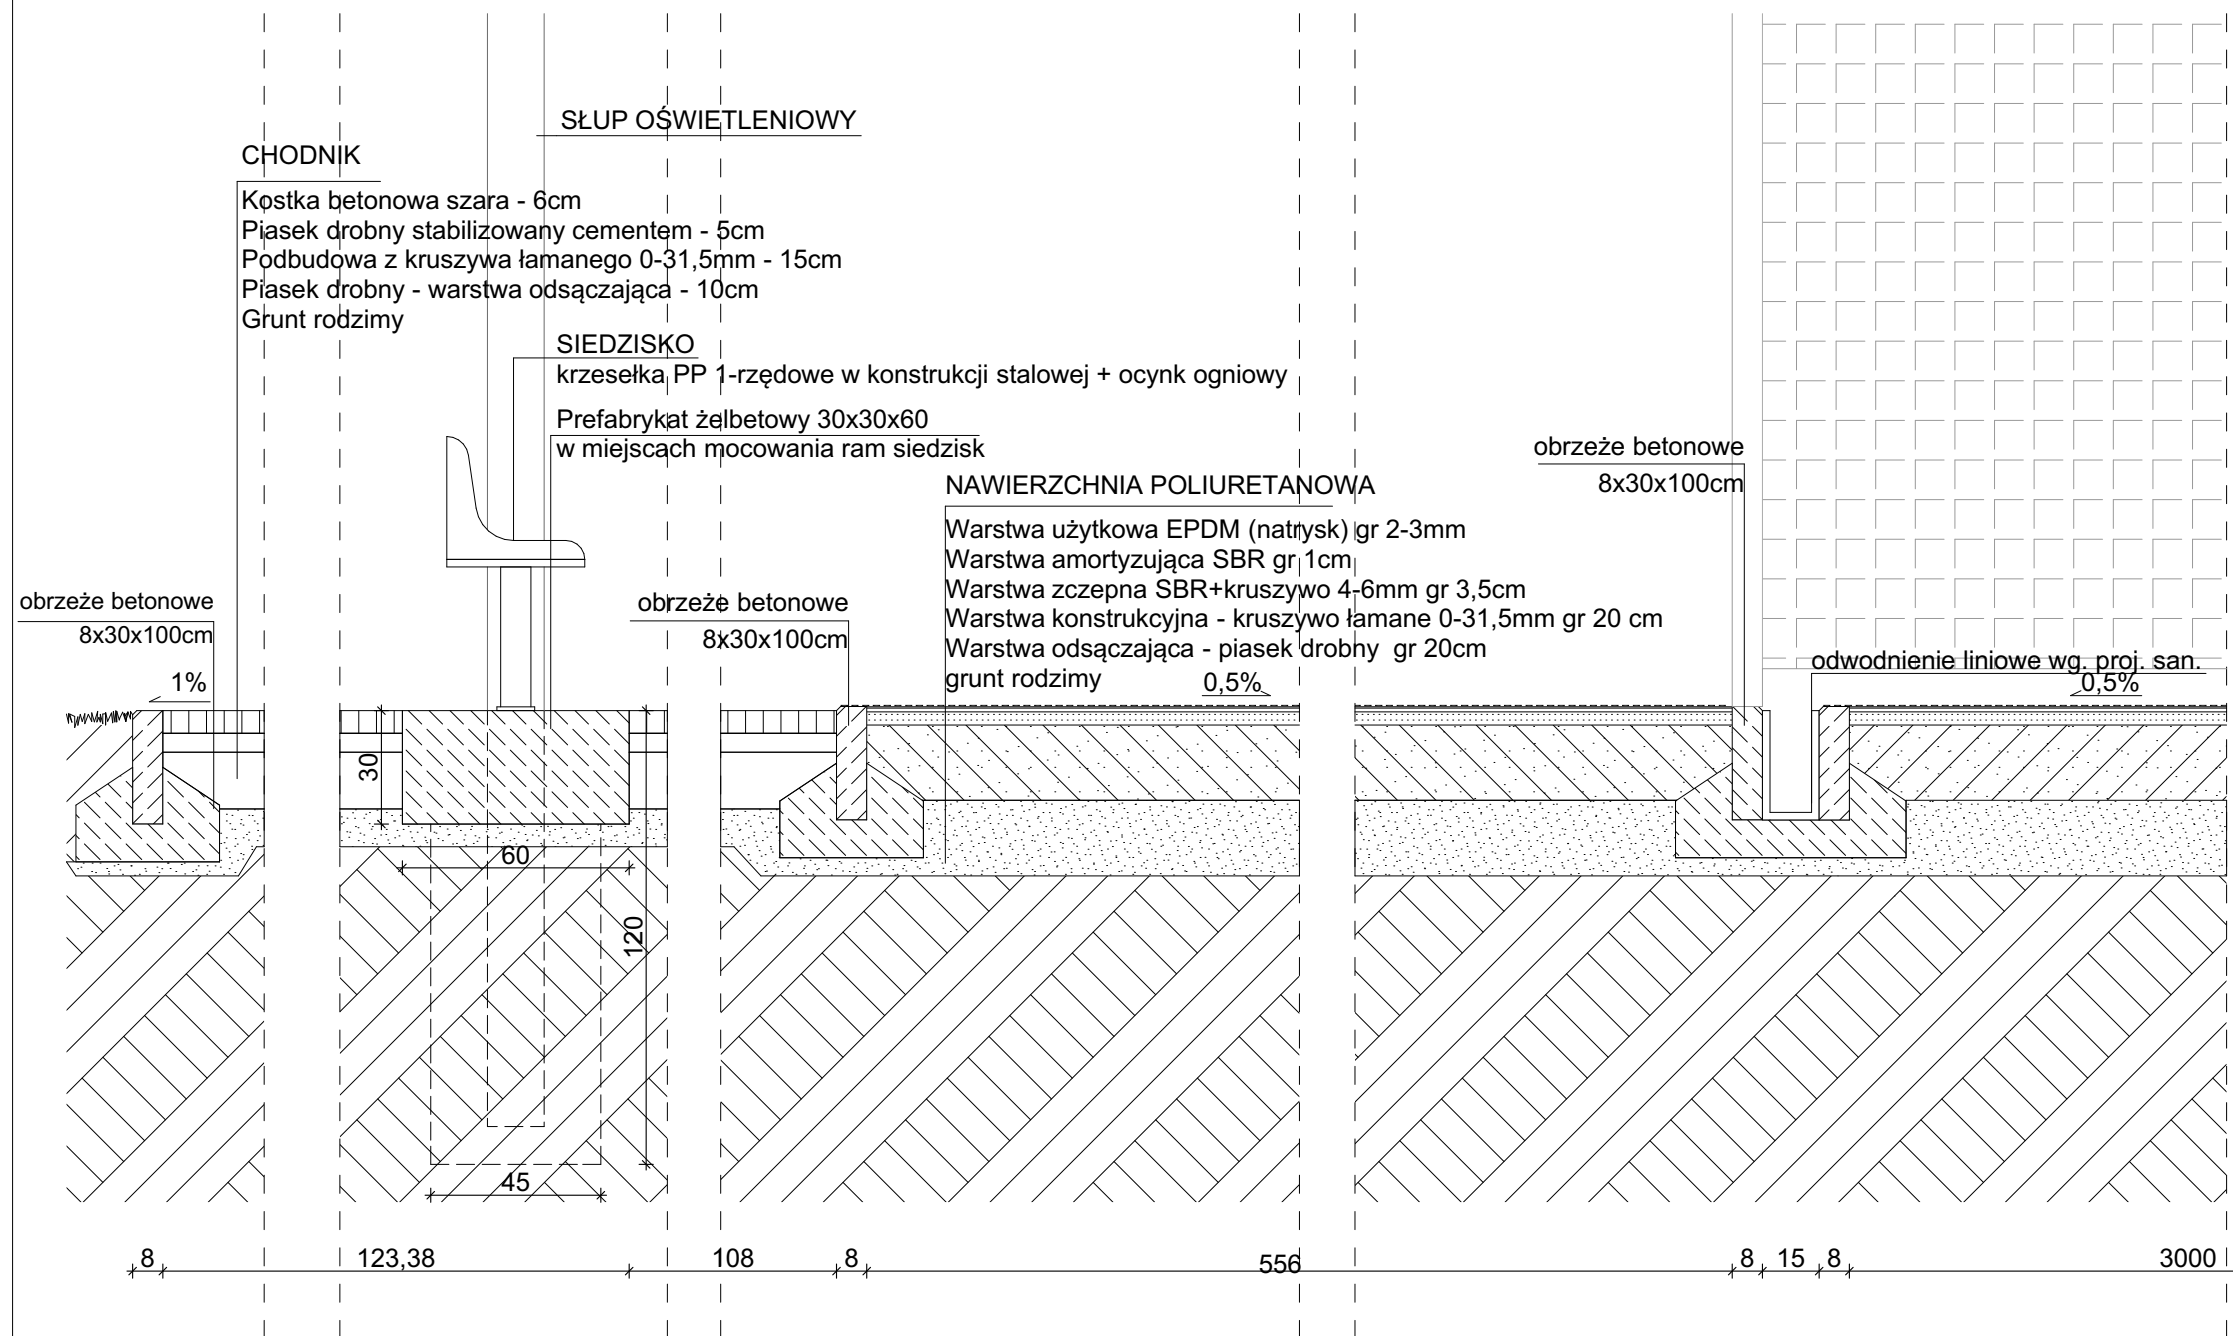 SŁUP OŚWIETLENIOWY
CHODNIK
Kostka betonowa szara - 6cm
Piasek drobny stabilizowany cementem - 5cm
Podbudowa z kruszywa łamanego 0-31,5mm - 15cm
Piasek drobny - warstwa odsączająca - 10cm
Grunt rodzimy
SIEDZISKO
krzesełka PP 1-rzędowe w konstrukcji stalowej + ocynk ogniowy
Prefabrykat żelbetowy 30x30x60
w miejscach mocowania ram siedzisk
obrzeże betonowe
8x30x100cm
NAWIERZCHNIA POLIURETANOWA
Warstwa użytkowa EPDM (natrysk) gr 2-3mm
Warstwa amortyzująca SBR gr 1cm
Warstwa zczepna SBR+kruszywo 4-6mm gr 3,5cm
Warstwa konstrukcyjna - kruszywo łamane 0-31,5mm gr 20 cm
Warstwa odsączająca - piasek drobny gr 20cm
grunt rodzimy
obrzeże betonowe
8x30x100cm
obrzeże betonowe
8x30x100cm
odwodnienie liniowe wg. proj. san.
1%
0,5%
0,5%
30
60
120
45
8
123,38
108
8
556
8
15
8
3000